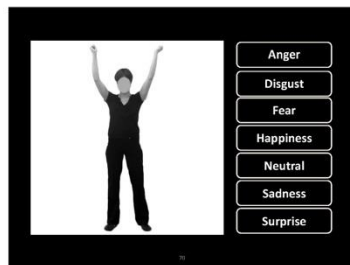 Anger
Disgust
Fear
Happiness
Neutral
Sadness
Surprise